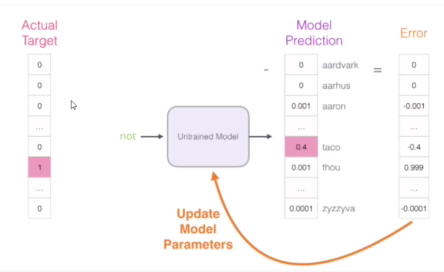 Actual
Target
Model
Prediction
Error
0
-
0
aardvark
=
0
0
0
aarhus
0
0
0.001
aaron
-0.001
...
...
...
not
Untrained Model
0
0.4
taco
-0.4
1
0.001
thou
0.999
...
...
...
0
0.0001
zyzzyva
-0.0001
Update
Model
Parameters